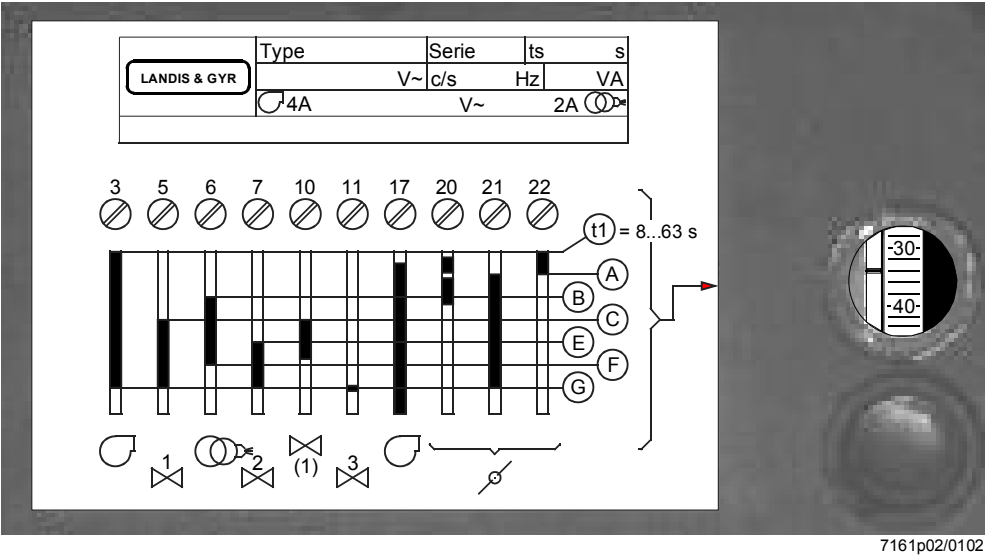 Type Serie ts s
LANDIS & GYR V~ c/s Hz VA
4A V~ 2A
3 5 6 7 10 11 17 20 21 22
t1 = 8...63 s
A
B
C
E
F
G
1 2 (1) 3
-30-
-40-
7161p02/0102